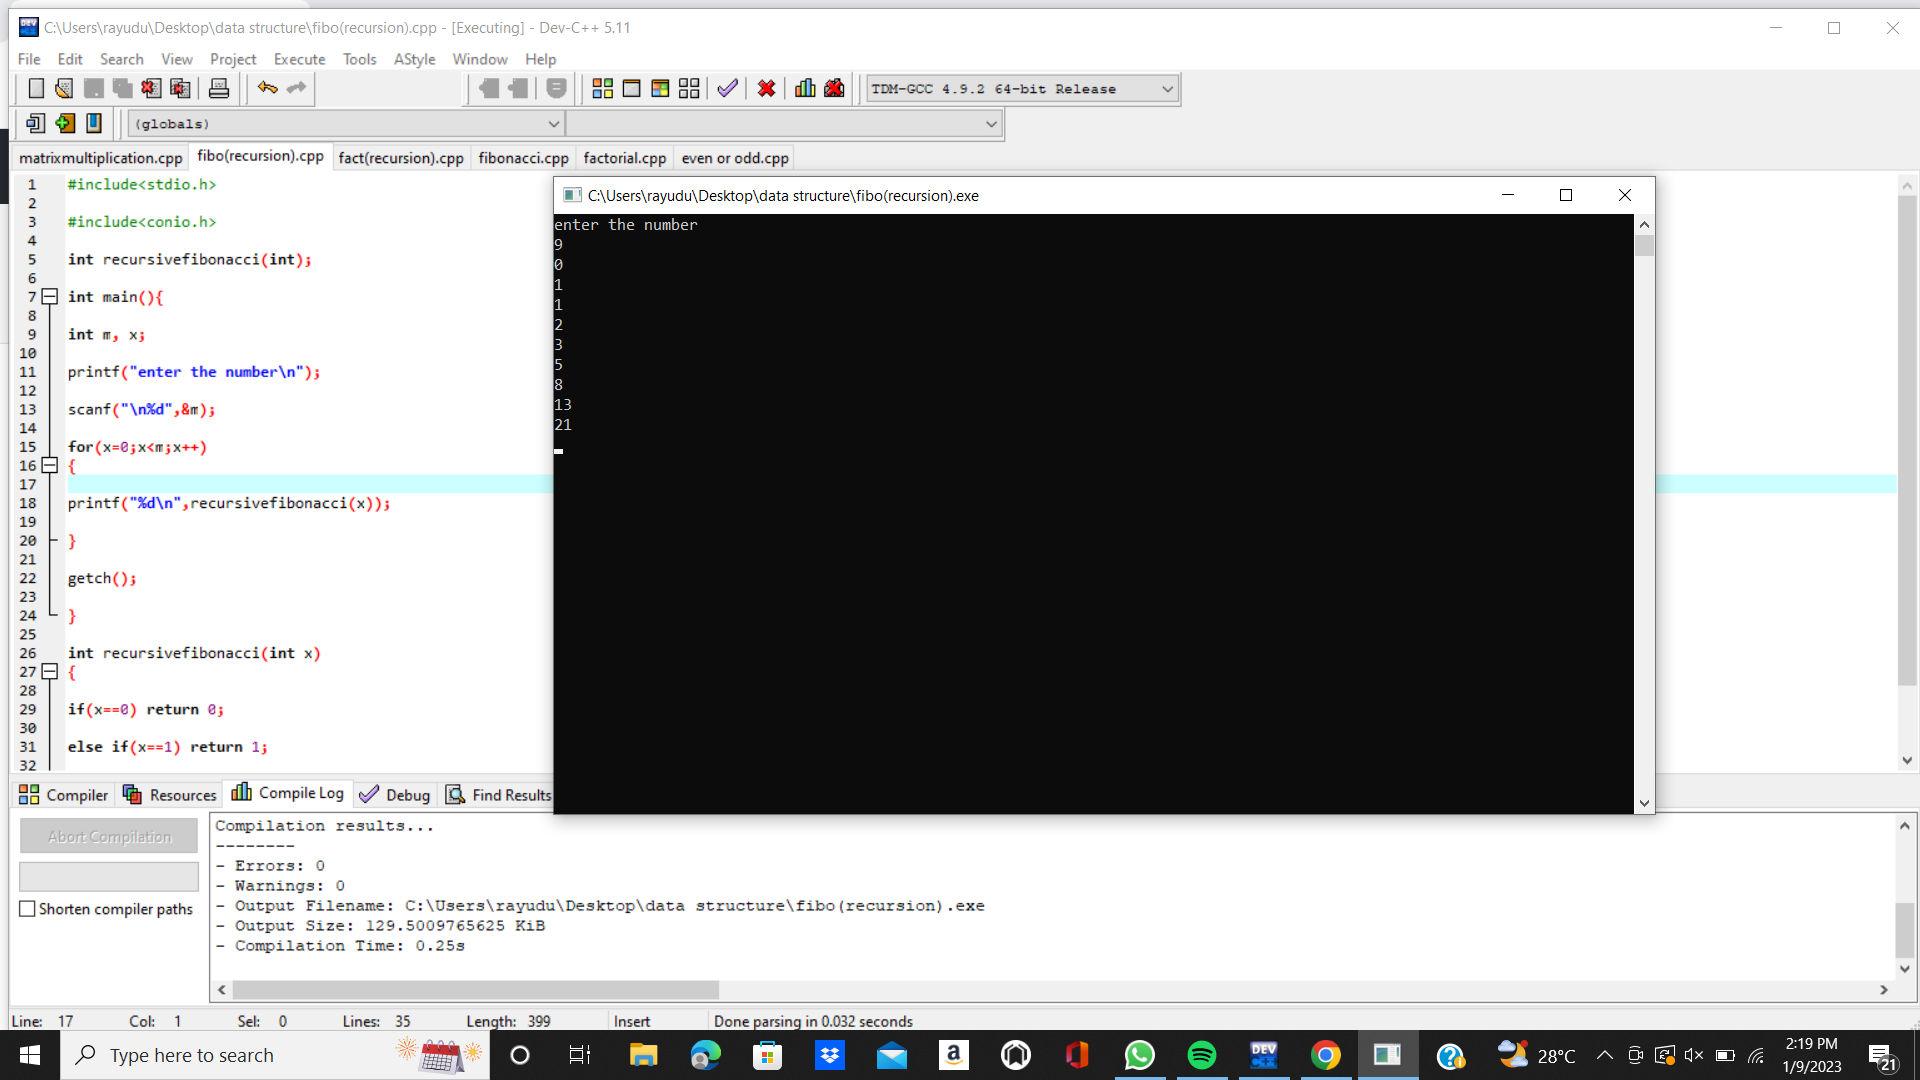 C:\Users\rayudu\Desktop\data structure\fibo(recursion).cpp - [Executing] - Dev-C++ 5.11
File Edit Search View Project Execute Tools AStyle Window Help
TDM-GCC 4.9.2 64-bit Release
(globals)
matrixmultiplication.cpp fibo(recursion).cpp fact(recursion).cpp fibonacci.cpp factorial.cpp even or odd.cpp
1 #include<stdio.h>
2
3 #include<conio.h>
4
5 int recursivefibonacci(int);
6
7 int main(){
8
9 int m, x;
10
11 printf("enter the number\n");
12
13 scanf("\n%d",&m);
14
15 for(x=0;x<m;x++)
16 {
17
18 printf("%d\n",recursivefibonacci(x));
19
20 }
21
22 getch();
23
24 }
25
26 int recursivefibonacci(int x)
27 {
28
29 if(x==0) return 0;
30
31 else if(x==1) return 1;
32
C:\Users\rayudu\Desktop\data structure\fibo(recursion).exe
enter the number
9
0
1
1
2
3
5
8
13
21
Compiler Resources Compile Log Debug Find Results
Abort Compilation
Shorten compiler paths
Compilation results...
--------
- Errors: 0
- Warnings: 0
- Output Filename: C:\Users\rayudu\Desktop\data structure\fibo(recursion).exe
- Output Size: 129.5009765625 KiB
- Compilation Time: 0.25s
Line: 17 Col: 1 Sel: 0 Lines: 35 Length: 399 Insert Done parsing in 0.032 seconds
Type here to search
DEV C++
28°C
2:19 PM
1/9/2023
21